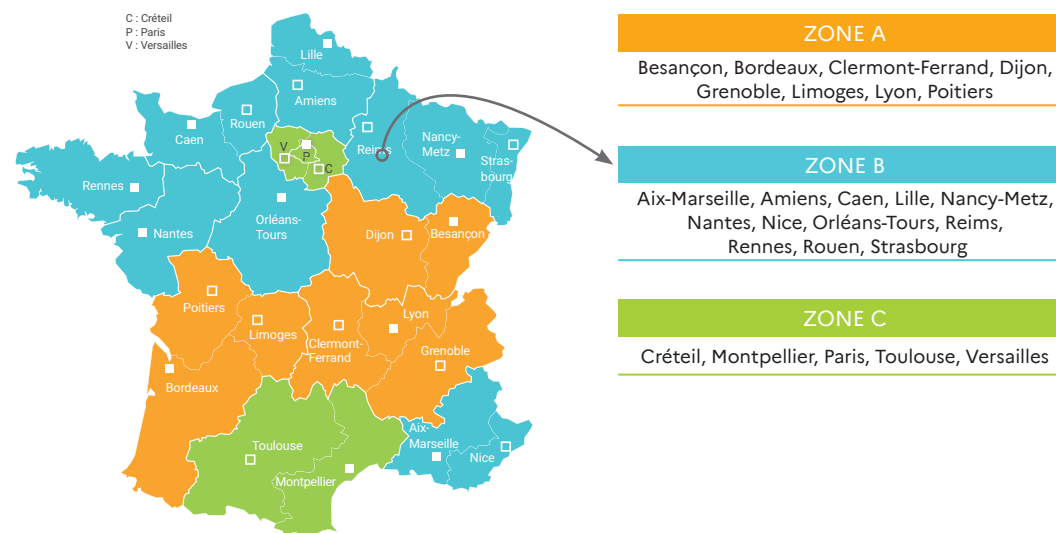 C : Créteil
P : Paris
V : Versailles
Lille
Amiens
Rouen
Caen
Reims
Nancy-
Metz
Stras-
bourg
V
P
C
Rennes
Nantes
Orléans-
Tours
Dijon
Besançon
Poitiers
Limoges
Clermont-
Ferrand
Lyon
Grenoble
Bordeaux
Toulouse
Montpellier
Aix-
Marseille
Nice
ZONE A
Besançon, Bordeaux, Clermont-Ferrand, Dijon,
Grenoble, Limoges, Lyon, Poitiers
ZONE B
Aix-Marseille, Amiens, Caen, Lille, Nancy-Metz,
Nantes, Nice, Orléans-Tours, Reims,
Rennes, Rouen, Strasbourg
ZONE C
Créteil, Montpellier, Paris, Toulouse, Versailles